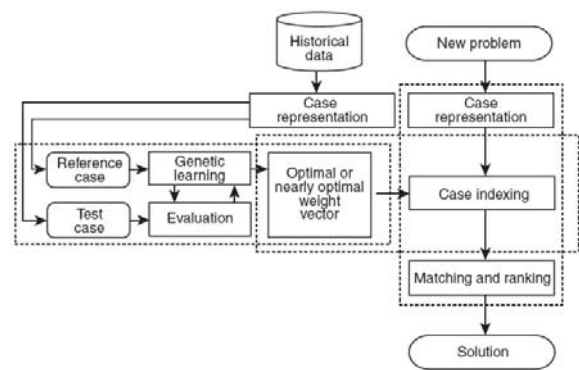 Historical
data
New problem
Case
representation
Case
representation
Reference
case
Genetic
learning
Optimal or
nearly optimal
weight
vector
Case indexing
Test
case
Evaluation
Matching and ranking
Solution